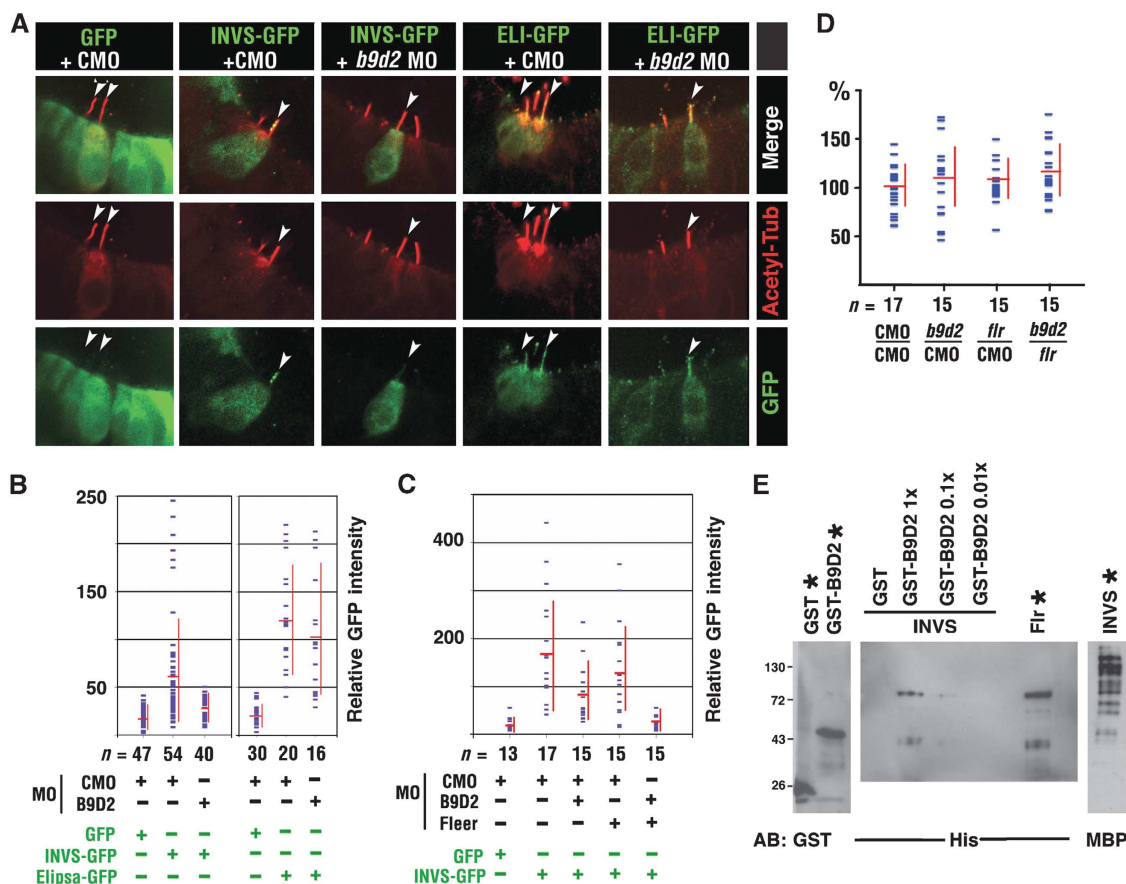 A
GFP + CMO
INVS-GFP +CMO
INVS-GFP + b9d2 MO
ELI-GFP + CMO
ELI-GFP + b9d2 MO
Merge
Acetyl-Tub
GFP
D
%
150
100
50
n = 17 15 15 15
CMO b9d2 flr b9d2
CMO CMO CMO flr
B
250
150
50
Relative GFP intensity
n = 47 54 40 30 20 16
MO
CMO + + – + + –
B9D2 – – + – – +
GFP + – – + – –
INVS-GFP – + + – – –
Elipsa-GFP – – – – + +
C
400
200
Relative GFP intensity
n = 13 17 15 15 15
MO
CMO + + + + –
B9D2 – – + – +
Fleer – – – + +
GFP + – – – –
INVS-GFP – + + + +
E
GST *
GST-B9D2 *
GST
GST-B9D2 1x
GST-B9D2 0.1x
GST-B9D2 0.01x
INVS
Flr *
INVS *
130
72
43
26
AB: GST His MBP